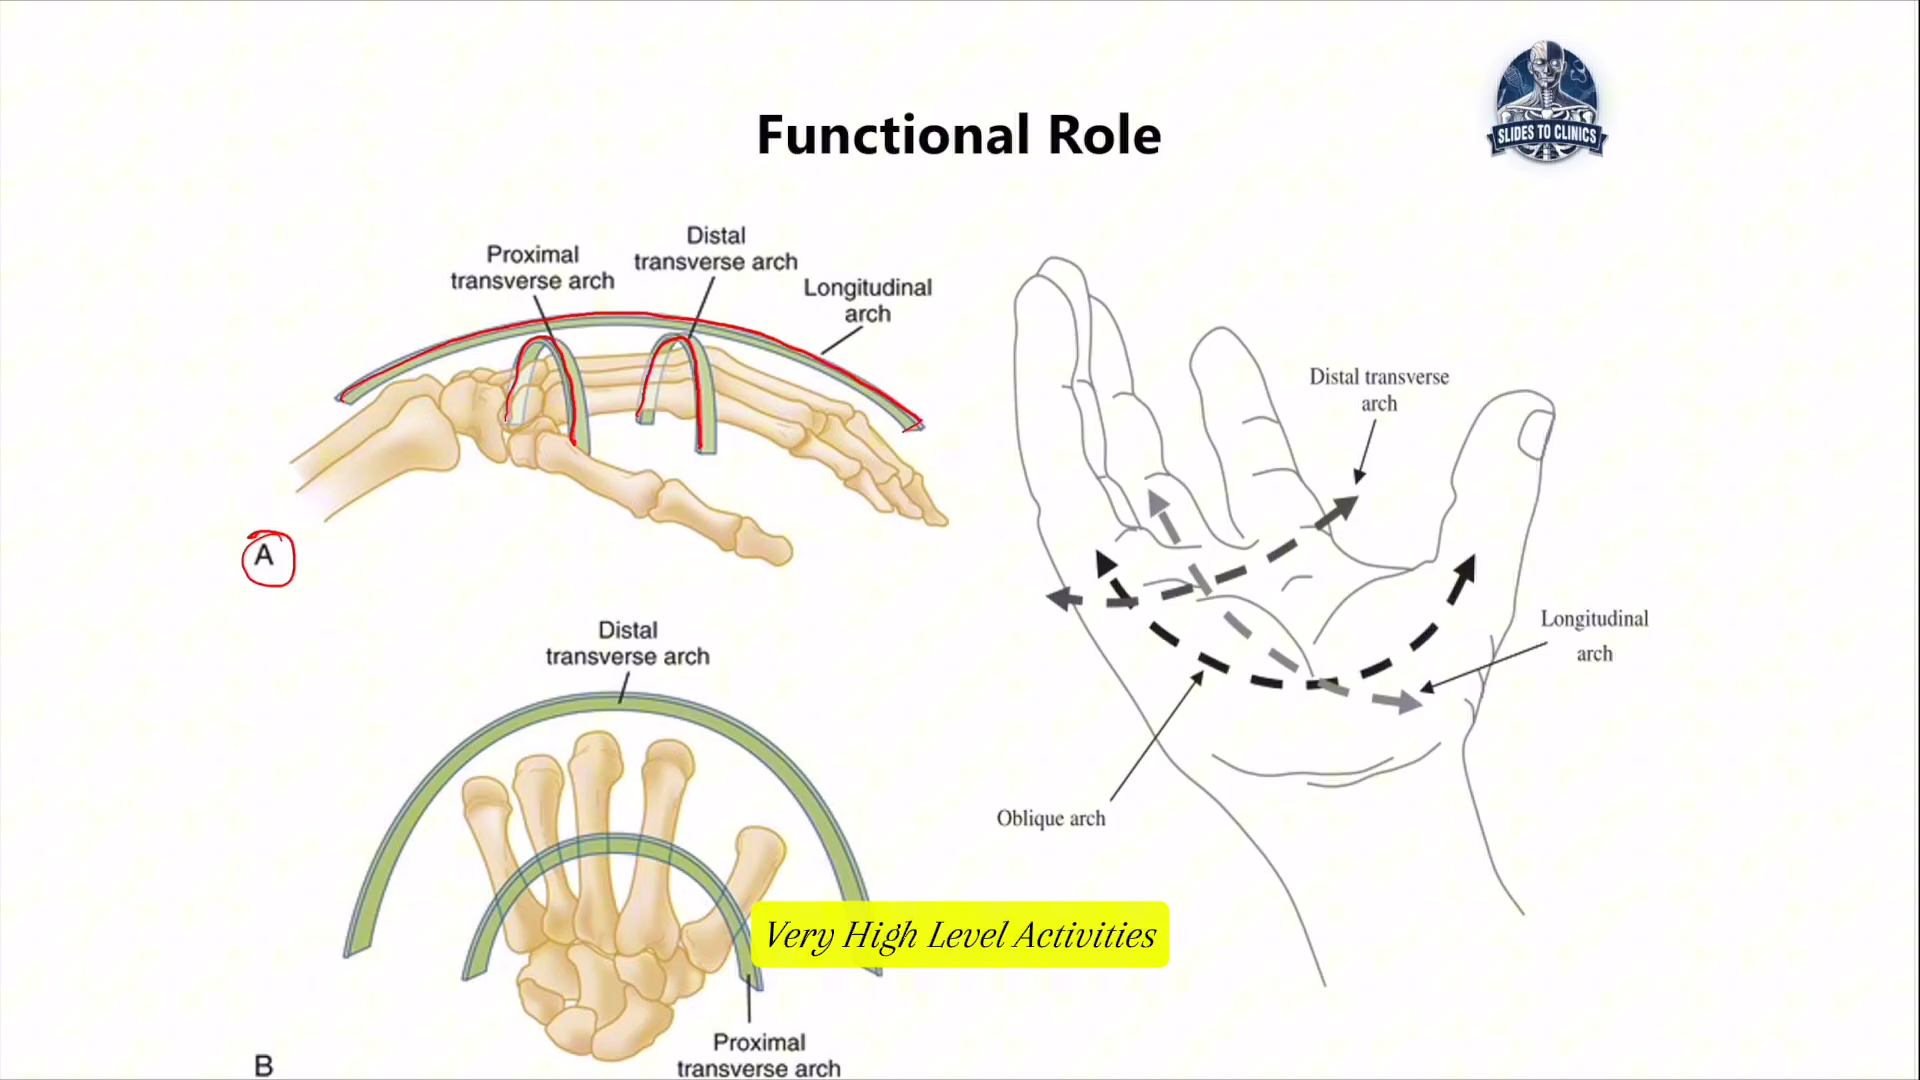 SLIDES TO CLINICS
Functional Role
Proximal
transverse arch
Distal
transverse arch
Longitudinal
arch
A
Distal transverse
arch
Longitudinal
arch
Oblique arch
Distal
transverse arch
Very High Level Activities
Proximal
transverse arch
B